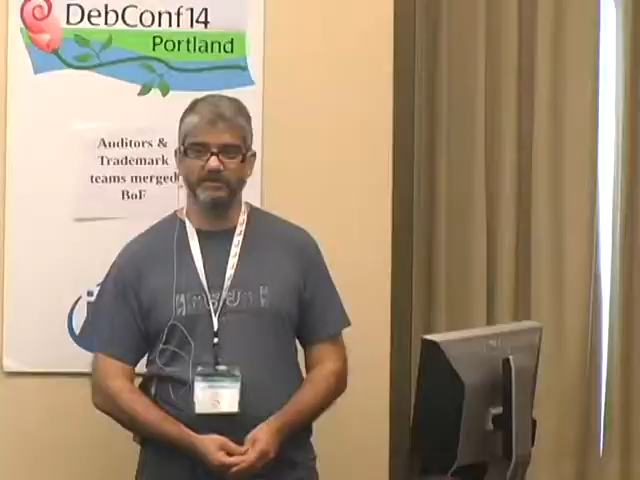 DebConf14
Portland
Auditors &
Trademark
teams merged
BoF